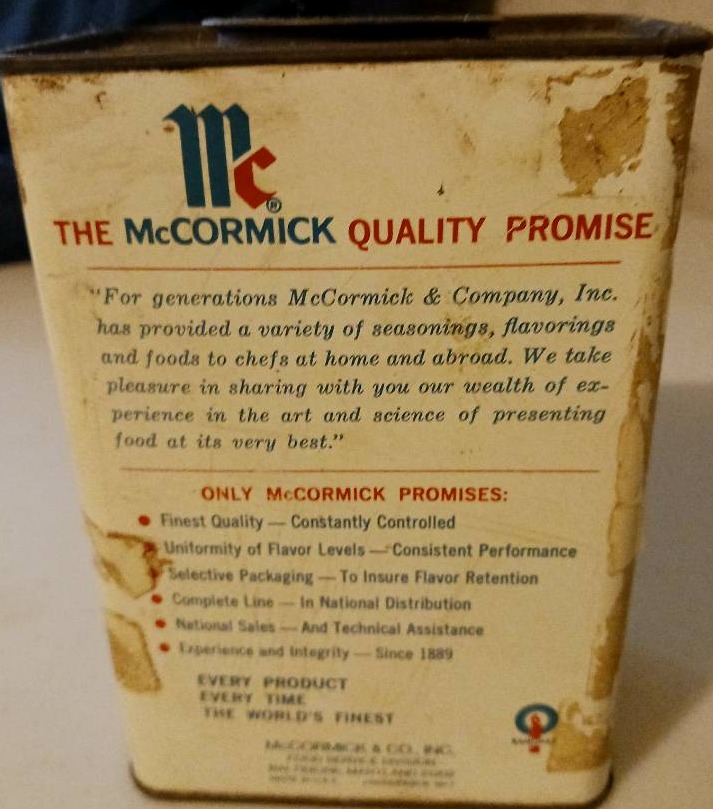 Mc®
THE McCORMICK QUALITY PROMISE
"For generations McCormick & Company, Inc.
has provided a variety of seasonings, flavorings
and foods to chefs at home and abroad. We take
pleasure in sharing with you our wealth of ex-
perience in the art and science of presenting
food at its very best."
ONLY McCORMICK PROMISES:
• Finest Quality — Constantly Controlled
• Uniformity of Flavor Levels — Consistent Performance
• Selective Packaging — To Insure Flavor Retention
• Complete Line — In National Distribution
• National Sales — And Technical Assistance
• Experience and Integrity — Since 1889
EVERY PRODUCT
EVERY TIME
THE WORLD'S FINEST
McCORMICK & CO., INC.